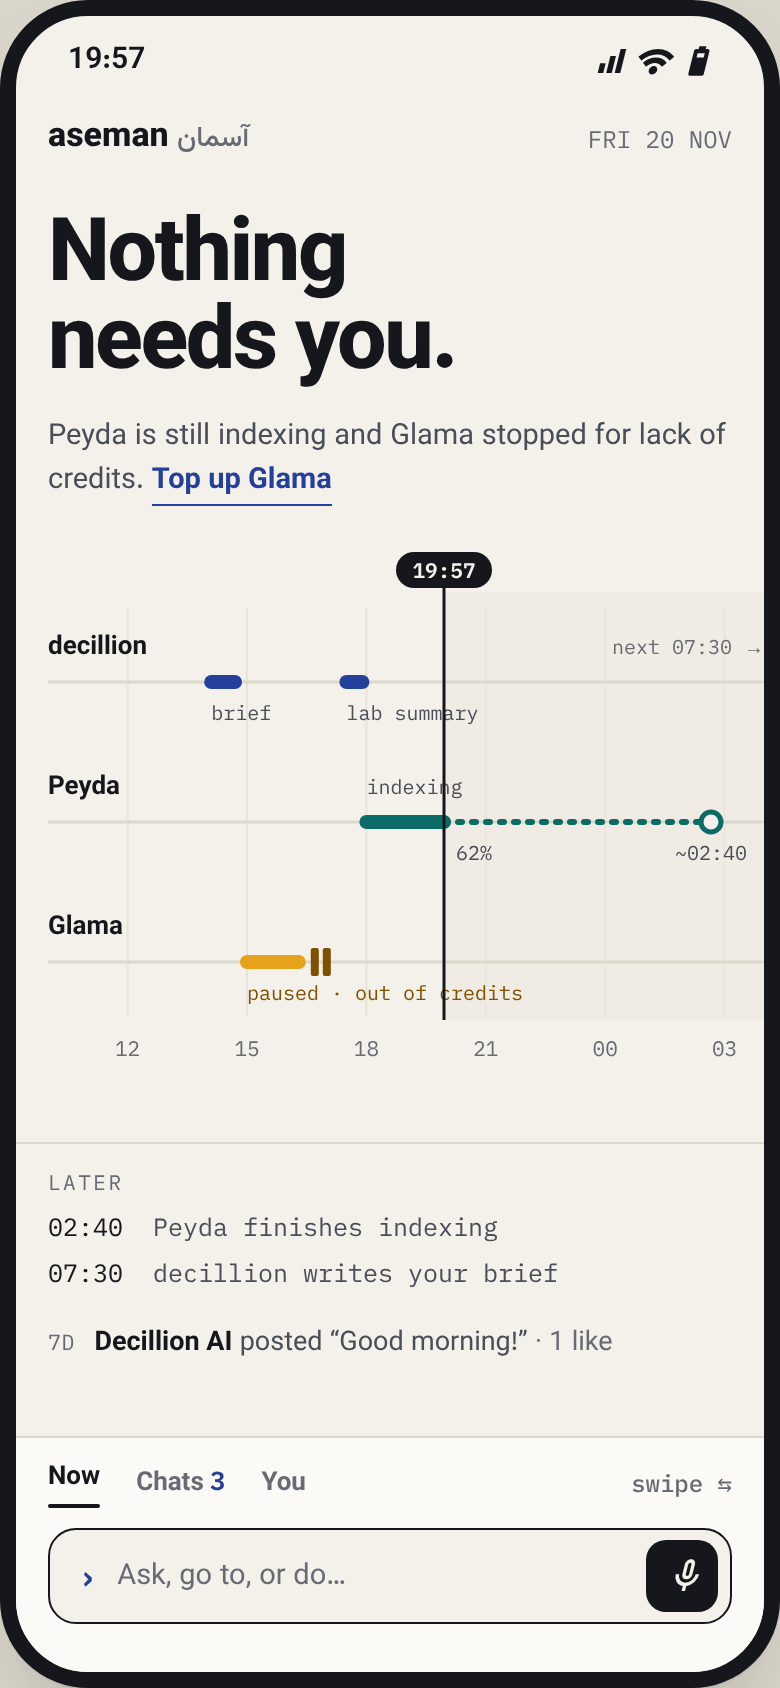 19:57
aseman آسمان
FRI 20 NOV
Nothing
needs you.
Peyda is still indexing and Glama stopped for lack of
credits. Top up Glama
19:57
decillion
next 07:30 →
brief
lab summary
Peyda
indexing
62%
~02:40
Glama
paused · out of credits
12 15 18 21 00 03
LATER
02:40 Peyda finishes indexing
07:30 decillion writes your brief
7D Decillion AI posted “Good morning!” · 1 like
Now Chats 3 You swipe ⇆
› Ask, go to, or do…